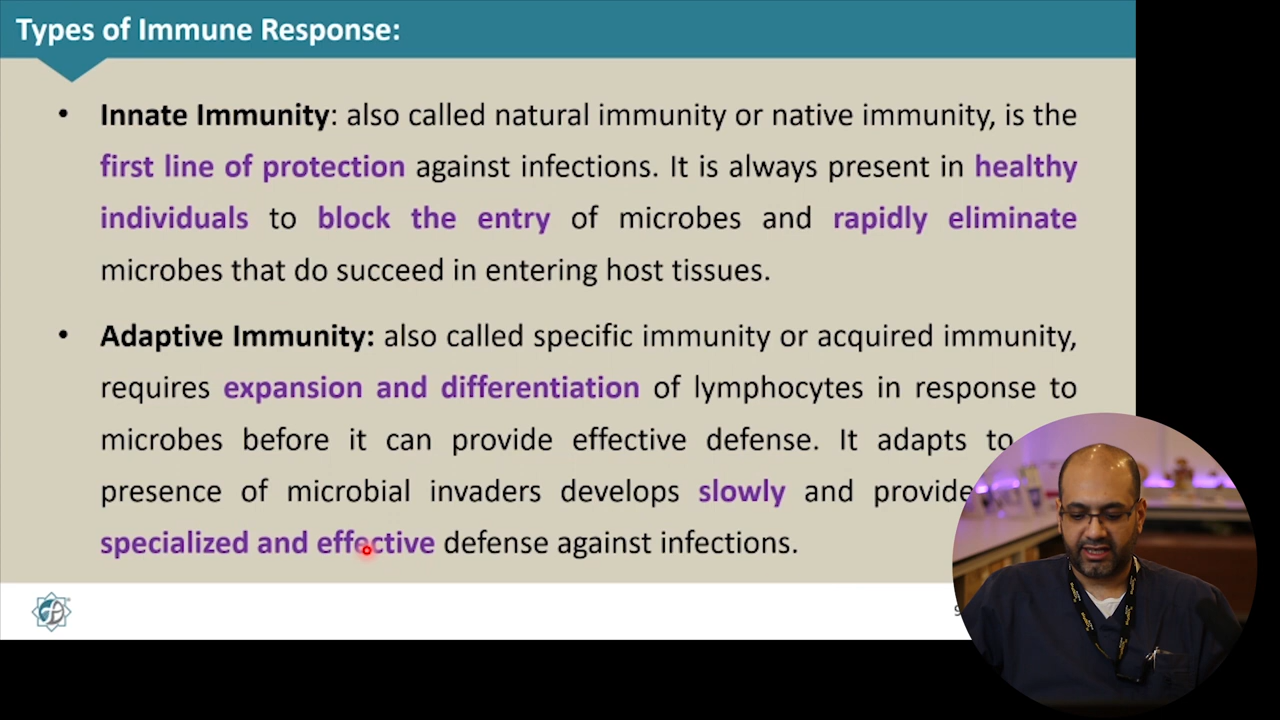 Types of Immune Response:
• Innate Immunity: also called natural immunity or native immunity, is the
first line of protection against infections. It is always present in healthy
individuals to block the entry of microbes and rapidly eliminate
microbes that do succeed in entering host tissues.
• Adaptive Immunity: also called specific immunity or acquired immunity,
requires expansion and differentiation of lymphocytes in response to
microbes before it can provide effective defense. It adapts to
presence of microbial invaders develops slowly and provide
specialized and effective defense against infections.
9